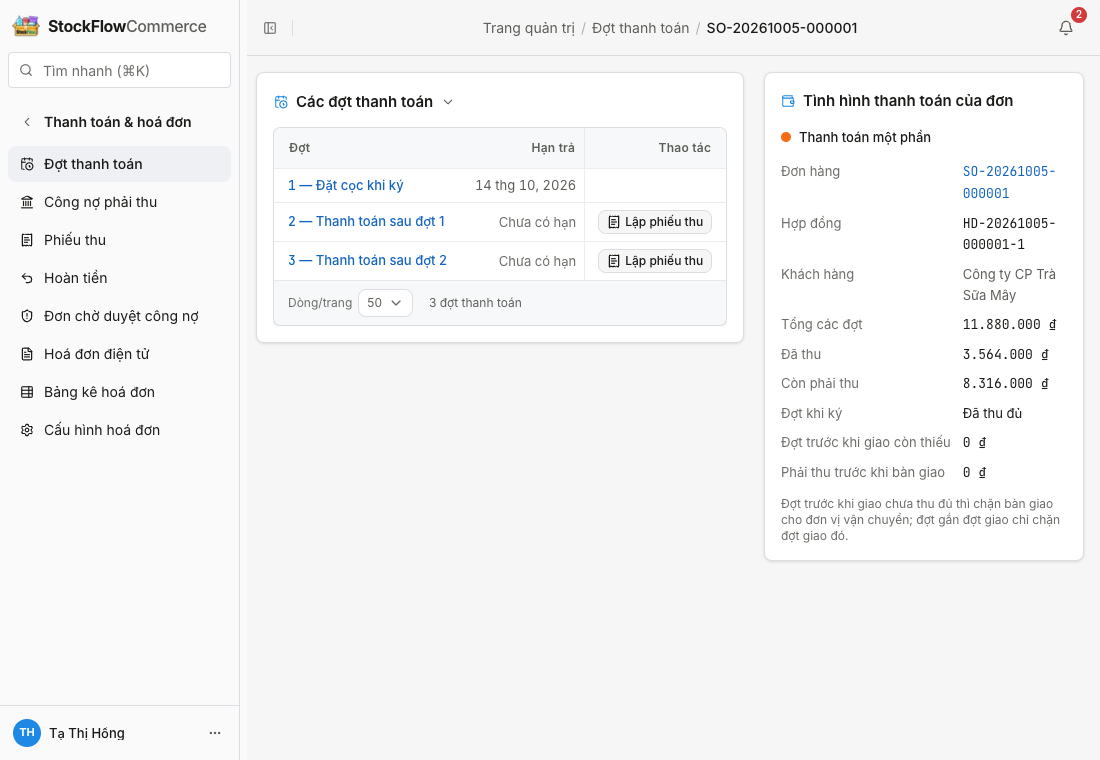 StockFlowCommerce
Tìm nhanh (⌘K)
Thanh toán & hoá đơn
Đợt thanh toán
Công nợ phải thu
Phiếu thu
Hoàn tiền
Đơn chờ duyệt công nợ
Hoá đơn điện tử
Bảng kê hoá đơn
Cấu hình hoá đơn
TH Tạ Thị Hồng
Trang quản trị / Đợt thanh toán / SO-20261005-000001
2
Các đợt thanh toán
Đợt Hạn trả Thao tác
1 — Đặt cọc khi ký 14 thg 10, 2026
2 — Thanh toán sau đợt 1 Chưa có hạn Lập phiếu thu
3 — Thanh toán sau đợt 2 Chưa có hạn Lập phiếu thu
Dòng/trang 50 3 đợt thanh toán
Tình hình thanh toán của đơn
Thanh toán một phần
Đơn hàng SO-20261005-
000001
Hợp đồng HD-20261005-
000001-1
Khách hàng Công ty CP Trà
Sữa Mây
Tổng các đợt 11.880.000 ₫
Đã thu 3.564.000 ₫
Còn phải thu 8.316.000 ₫
Đợt khi ký Đã thu đủ
Đợt trước khi giao còn thiếu 0 ₫
Phải thu trước khi bàn giao 0 ₫
Đợt trước khi giao chưa thu đủ thì chặn bàn giao
cho đơn vị vận chuyển; đợt gắn đợt giao chỉ chặn
đợt giao đó.